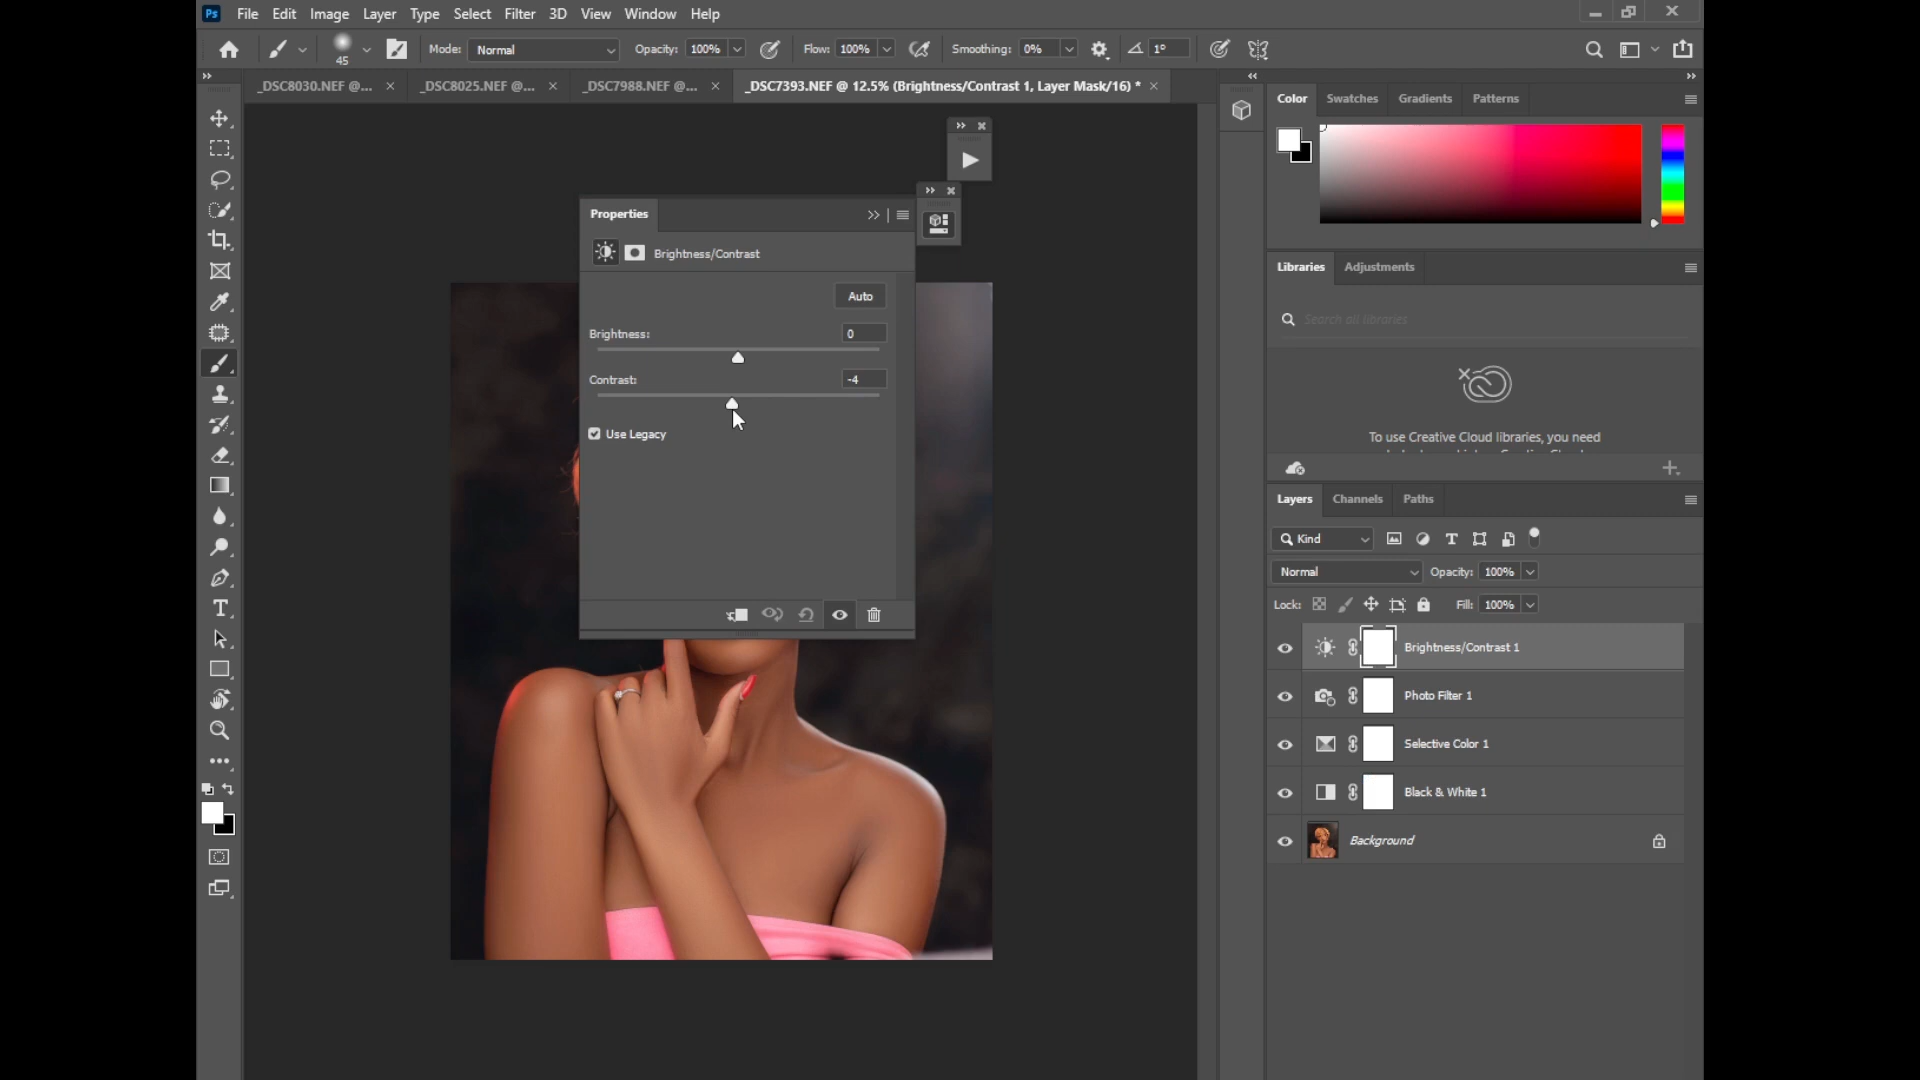 Ps File Edit Image Layer Type Select Filter 3D View Window Help
45 Mode: Normal Opacity: 100% Flow: 100% Smoothing: 0% 1°
_DSC8030.NEF @... _DSC8025.NEF @... _DSC7988.NEF @... _DSC7393.NEF @ 12.5% (Brightness/Contrast 1, Layer Mask/16) *
Properties
Brightness/Contrast
Auto
Brightness: 0
Contrast: -4
Use Legacy
Color Swatches Gradients Patterns
Libraries Adjustments
Search all libraries
To use Creative Cloud libraries, you need
Layers Channels Paths
Kind
Normal Opacity: 100%
Lock: Fill: 100%
Brightness/Contrast 1
Photo Filter 1
Selective Color 1
Black & White 1
Background